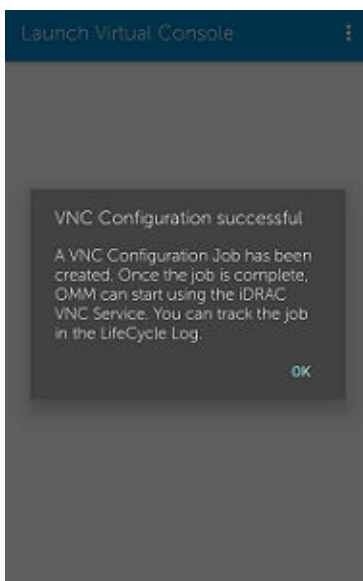 Launch Virtual Console
VNC Configuration successful
A VNC Configuration Job has been
created. Once the job is complete,
OMM can start using the iDRAC
VNC Service. You can track the job
in the LifeCycle Log.
OK